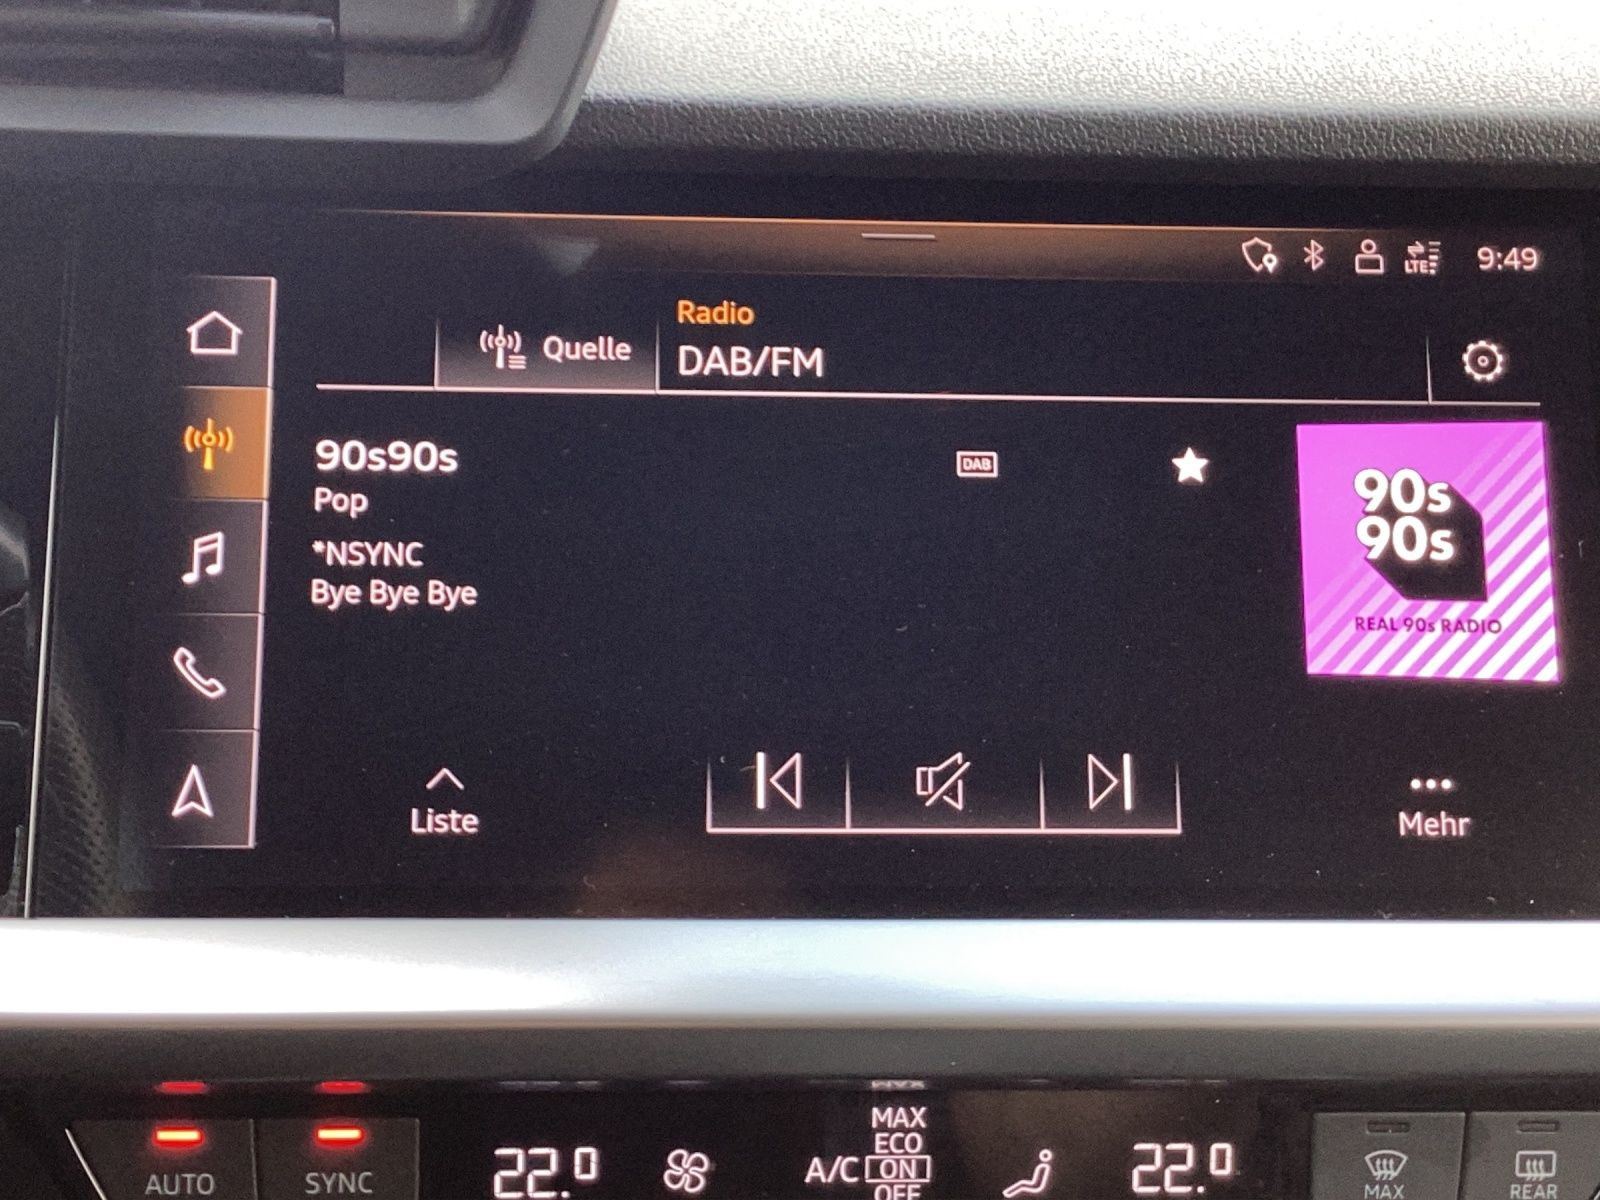 LTE
9:49
Quelle
Radio
DAB/FM
90s90s
DAB
Pop
*NSYNC
Bye Bye Bye
90s
90s
REAL 90s RADIO
Liste
Mehr
AUTO
SYNC
22.0
A/C
MAX
ECO
ON
OFF
22.0
MAX
REAR